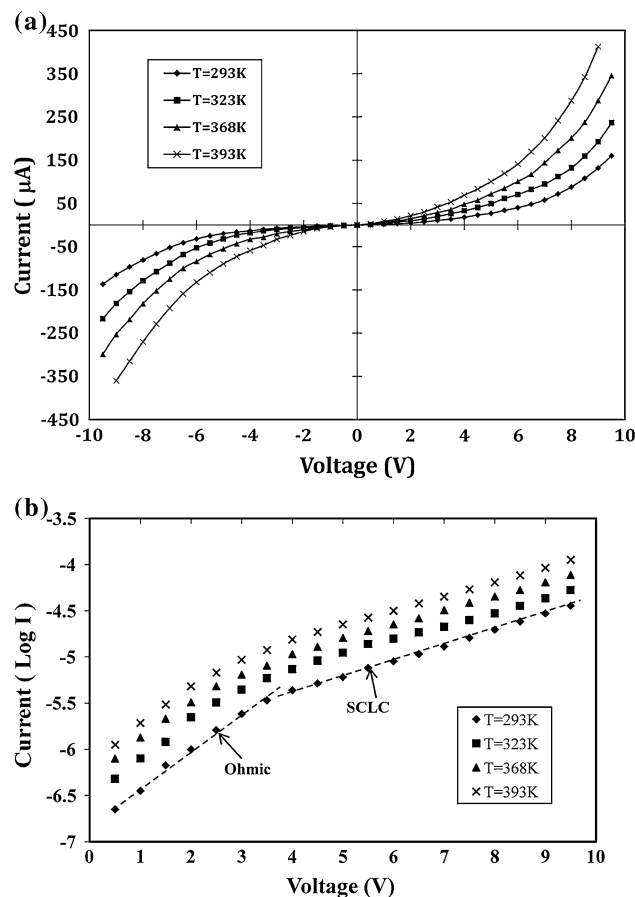 (a)
450
350
250
150
50
-50
-150
-250
-350
-450
Current ( μA)
T=293K
T=323K
T=368K
T=393K
-10 -8 -6 -4 -2 0 2 4 6 8 10
Voltage (V)
(b)
-3.5
-4
-4.5
-5
-5.5
-6
-6.5
-7
Current ( Log I )
SCLC
Ohmic
T=293K
T=323K
T=368K
T=393K
0 1 2 3 4 5 6 7 8 9 10
Voltage (V)